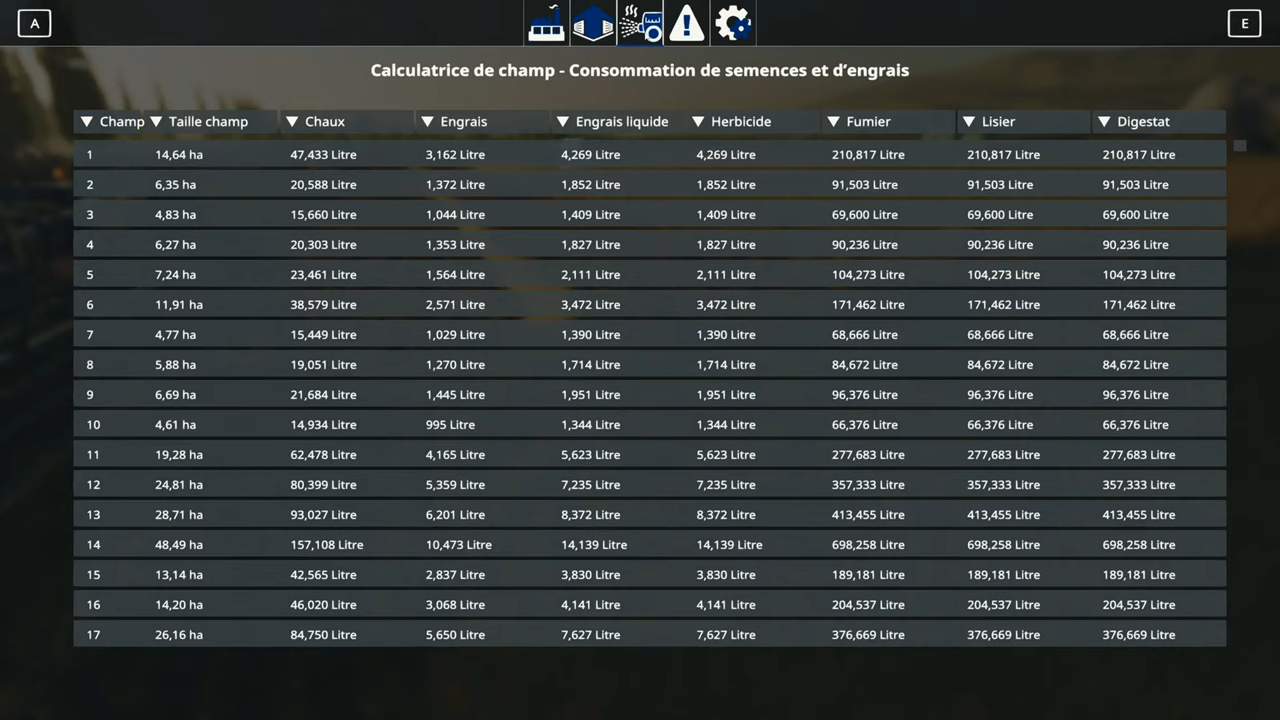 A
E
Calculatrice de champ - Consommation de semences et d’engrais
▼ Champ ▼ Taille champ ▼ Chaux ▼ Engrais ▼ Engrais liquide ▼ Herbicide ▼ Fumier ▼ Lisier ▼ Digestat
1 14,64 ha 47,433 Litre 3,162 Litre 4,269 Litre 4,269 Litre 210,817 Litre 210,817 Litre 210,817 Litre
2 6,35 ha 20,588 Litre 1,372 Litre 1,852 Litre 1,852 Litre 91,503 Litre 91,503 Litre 91,503 Litre
3 4,83 ha 15,660 Litre 1,044 Litre 1,409 Litre 1,409 Litre 69,600 Litre 69,600 Litre 69,600 Litre
4 6,27 ha 20,303 Litre 1,353 Litre 1,827 Litre 1,827 Litre 90,236 Litre 90,236 Litre 90,236 Litre
5 7,24 ha 23,461 Litre 1,564 Litre 2,111 Litre 2,111 Litre 104,273 Litre 104,273 Litre 104,273 Litre
6 11,91 ha 38,579 Litre 2,571 Litre 3,472 Litre 3,472 Litre 171,462 Litre 171,462 Litre 171,462 Litre
7 4,77 ha 15,449 Litre 1,029 Litre 1,390 Litre 1,390 Litre 68,666 Litre 68,666 Litre 68,666 Litre
8 5,88 ha 19,051 Litre 1,270 Litre 1,714 Litre 1,714 Litre 84,672 Litre 84,672 Litre 84,672 Litre
9 6,69 ha 21,684 Litre 1,445 Litre 1,951 Litre 1,951 Litre 96,376 Litre 96,376 Litre 96,376 Litre
10 4,61 ha 14,934 Litre 995 Litre 1,344 Litre 1,344 Litre 66,376 Litre 66,376 Litre 66,376 Litre
11 19,28 ha 62,478 Litre 4,165 Litre 5,623 Litre 5,623 Litre 277,683 Litre 277,683 Litre 277,683 Litre
12 24,81 ha 80,399 Litre 5,359 Litre 7,235 Litre 7,235 Litre 357,333 Litre 357,333 Litre 357,333 Litre
13 28,71 ha 93,027 Litre 6,201 Litre 8,372 Litre 8,372 Litre 413,455 Litre 413,455 Litre 413,455 Litre
14 48,49 ha 157,108 Litre 10,473 Litre 14,139 Litre 14,139 Litre 698,258 Litre 698,258 Litre 698,258 Litre
15 13,14 ha 42,565 Litre 2,837 Litre 3,830 Litre 3,830 Litre 189,181 Litre 189,181 Litre 189,181 Litre
16 14,20 ha 46,020 Litre 3,068 Litre 4,141 Litre 4,141 Litre 204,537 Litre 204,537 Litre 204,537 Litre
17 26,16 ha 84,750 Litre 5,650 Litre 7,627 Litre 7,627 Litre 376,669 Litre 376,669 Litre 376,669 Litre